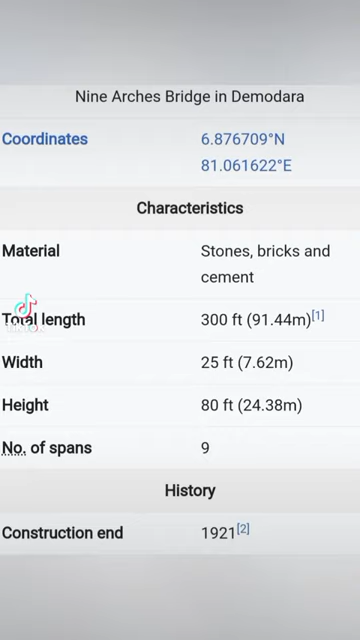 Nine Arches Bridge in Demodara
Coordinates 6.876709°N
81.061622°E
Characteristics
Material Stones, bricks and
cement
Total length 300 ft (91.44m)[1]
Width 25 ft (7.62m)
Height 80 ft (24.38m)
No. of spans 9
History
Construction end 1921[2]